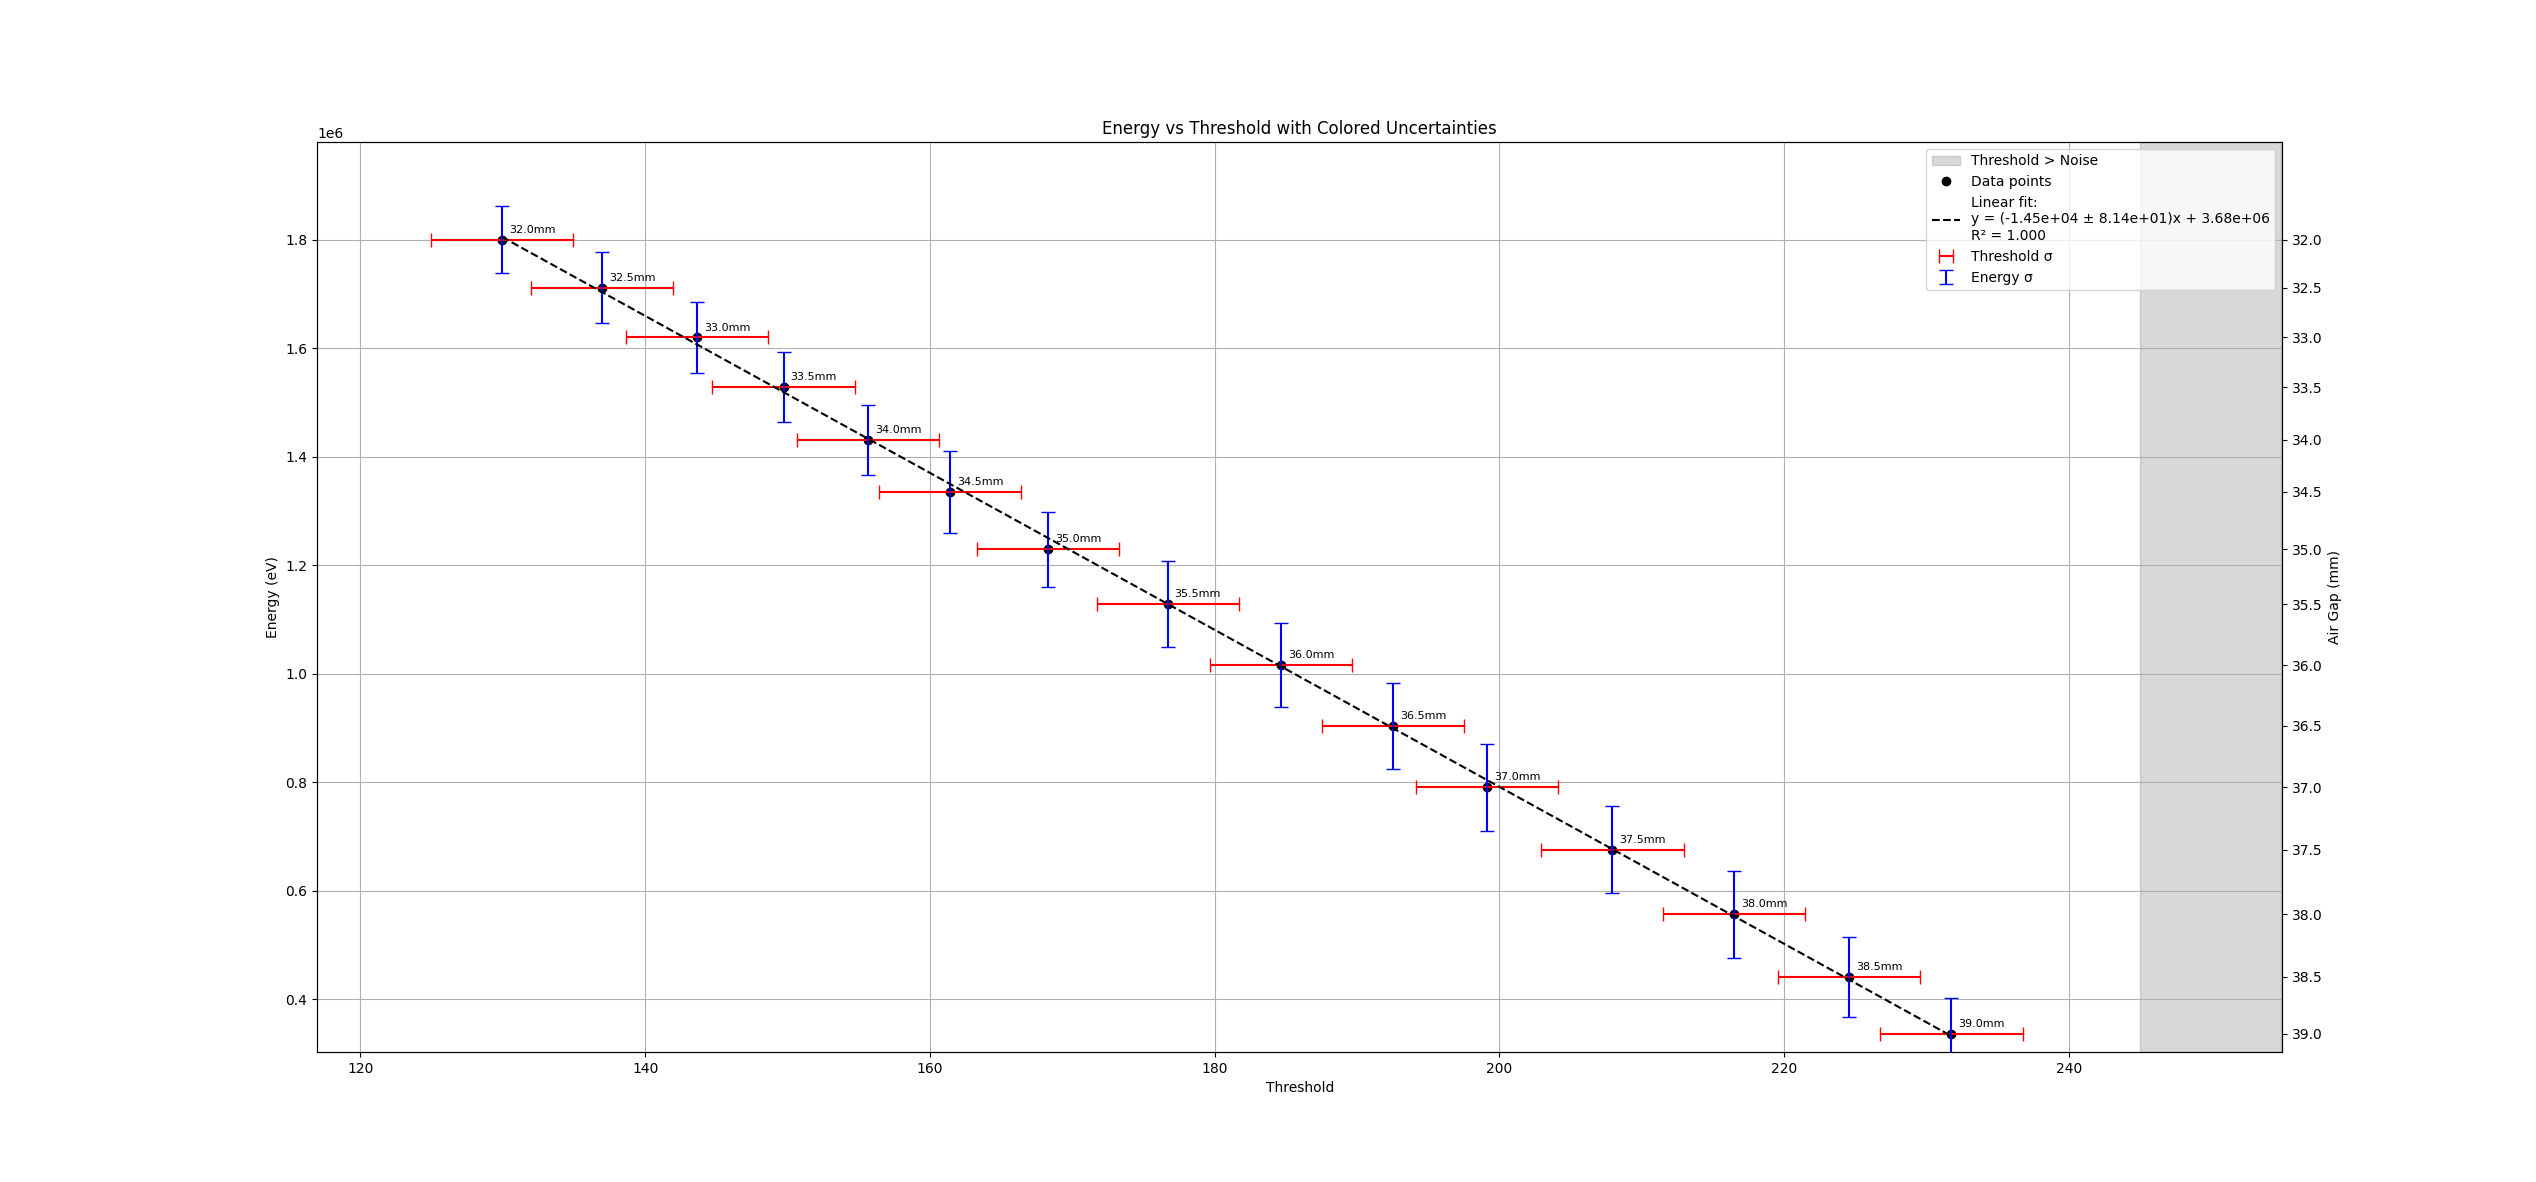 Energy vs Threshold with Colored Uncertainties
1e6
Threshold > Noise
Data points
Linear fit:
y = (-1.45e+04 ± 8.14e+01)x + 3.68e+06
R² = 1.000
Threshold σ
Energy σ
1.8
1.6
1.4
1.2
1.0
0.8
0.6
0.4
Energy (eV)
32.0mm
32.5mm
33.0mm
33.5mm
34.0mm
34.5mm
35.0mm
35.5mm
36.0mm
36.5mm
37.0mm
37.5mm
38.0mm
38.5mm
39.0mm
32.0
32.5
33.0
33.5
34.0
34.5
35.0
35.5
36.0
36.5
37.0
37.5
38.0
38.5
39.0
Air Gap (mm)
120 140 160 180 200 220 240
Threshold